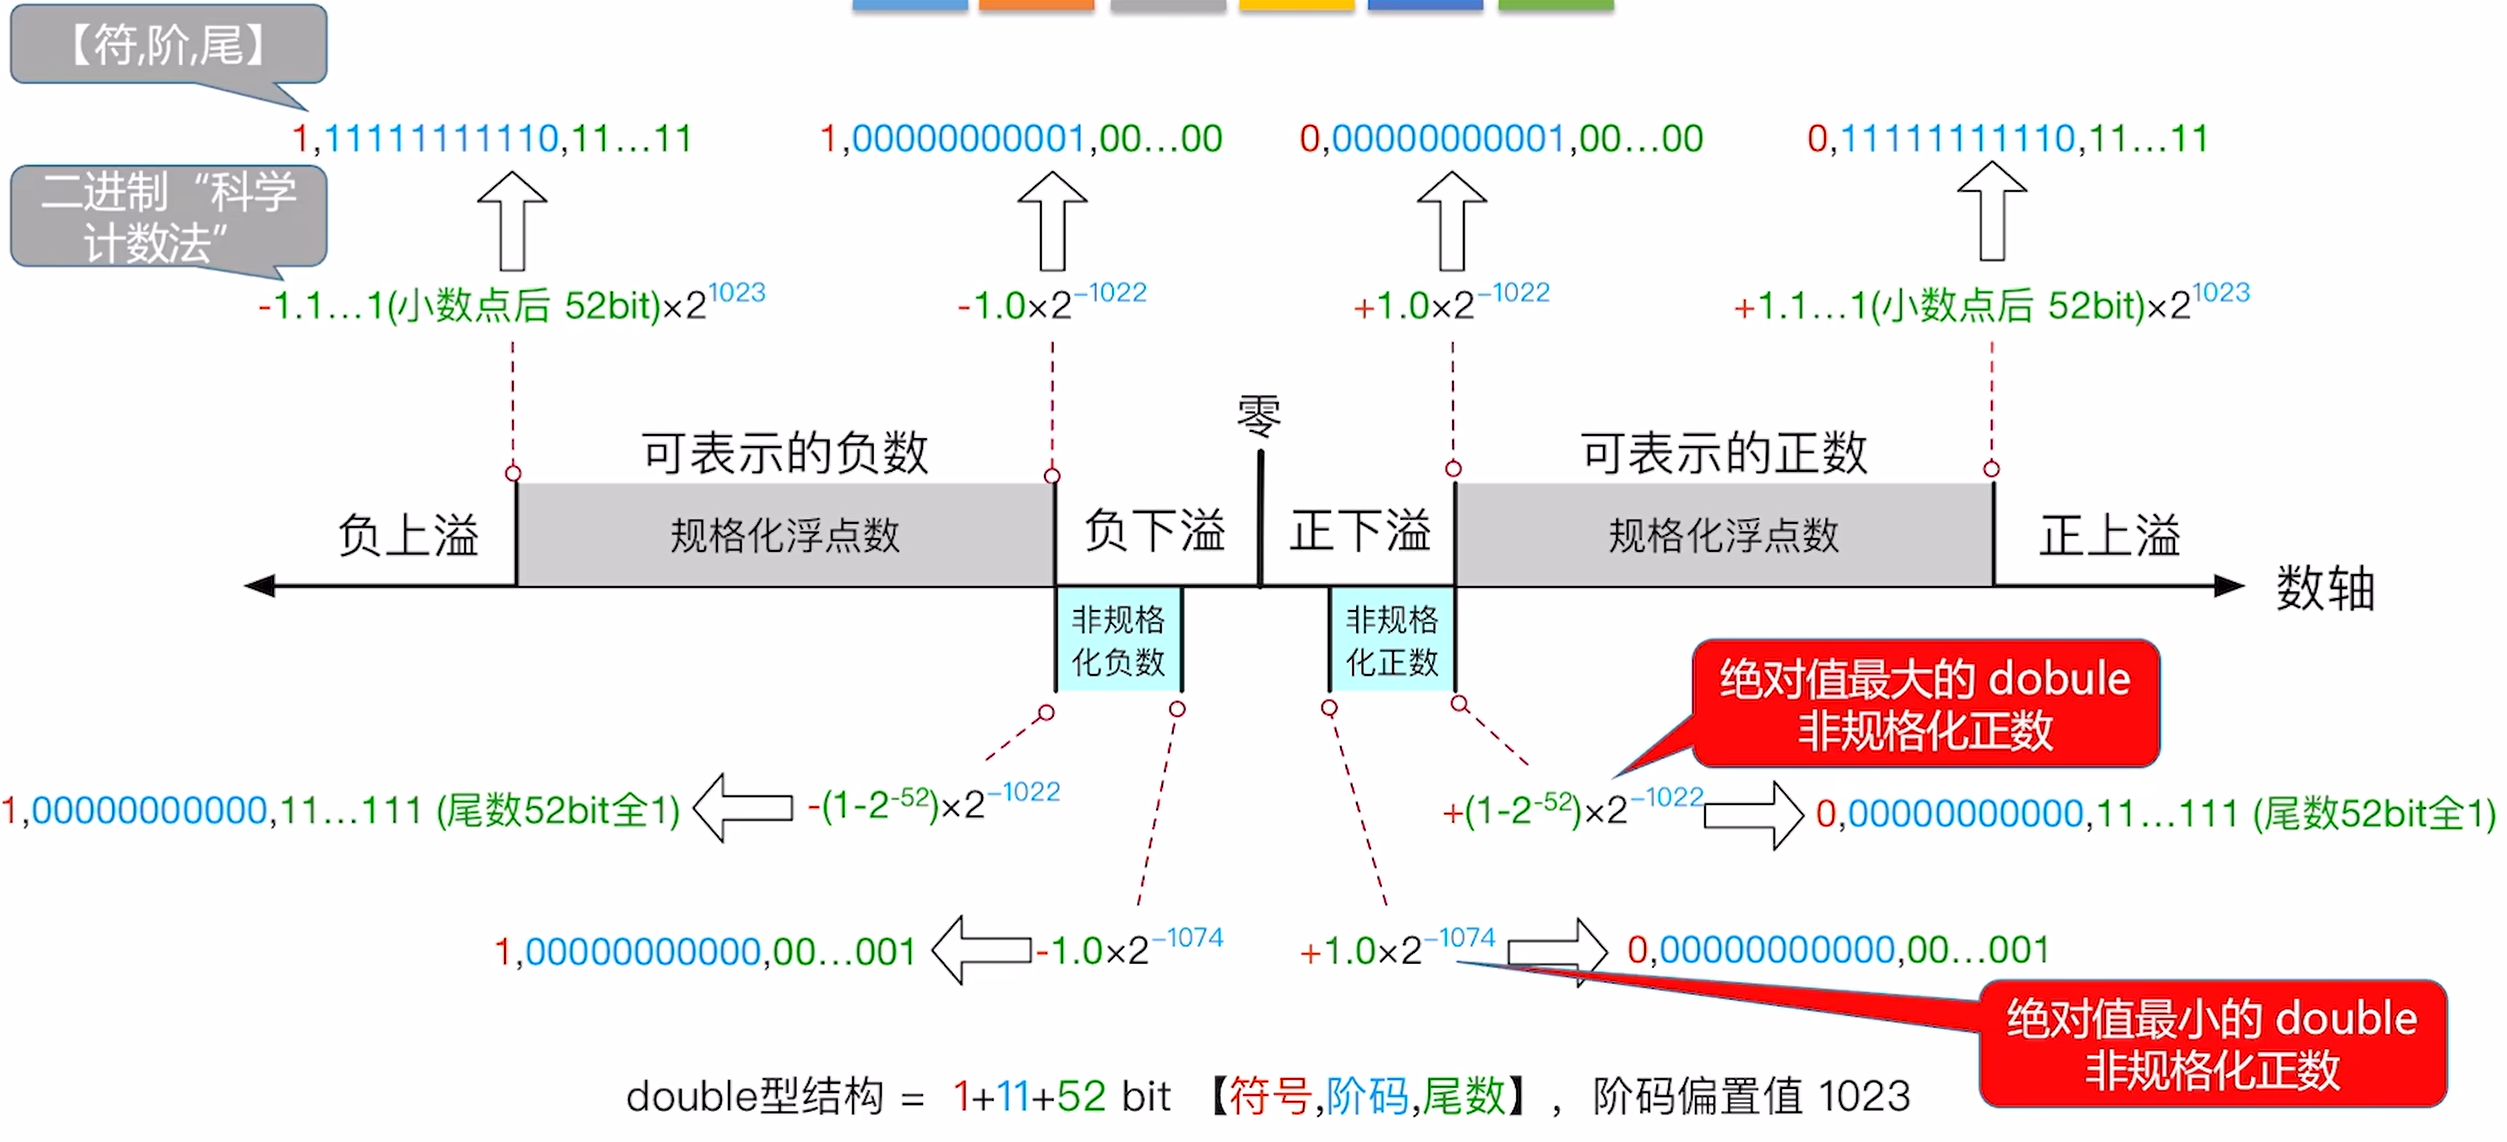 【符,阶,尾】
1,11111111110,11...11
1,00000000001,00...00
0,00000000001,00...00
0,11111111110,11...11
二进制 “科学
计数法”
-1.1...1(小数点后 52bit)×2^1023
-1.0×2^−1022
+1.0×2^−1022
+1.1...1(小数点后 52bit)×2^1023
零
可表示的负数
可表示的正数
负上溢
规格化浮点数
负下溢
正下溢
规格化浮点数
正上溢
数轴
非规格
化负数
非规格
化正数
绝对值最大的 dobule
非规格化正数
1,00000000000,11...111 (尾数52bit全1)
-(1-2^-52)×2^−1022
+(1-2^-52)×2^−1022
0,00000000000,11...111 (尾数52bit全1)
1,00000000000,00...001
-1.0×2^−1074
+1.0×2^−1074
0,00000000000,00...001
绝对值最小的 double
非规格化正数
double型结构 = 1+11+52 bit 【符号,阶码,尾数】, 阶码偏置值 1023